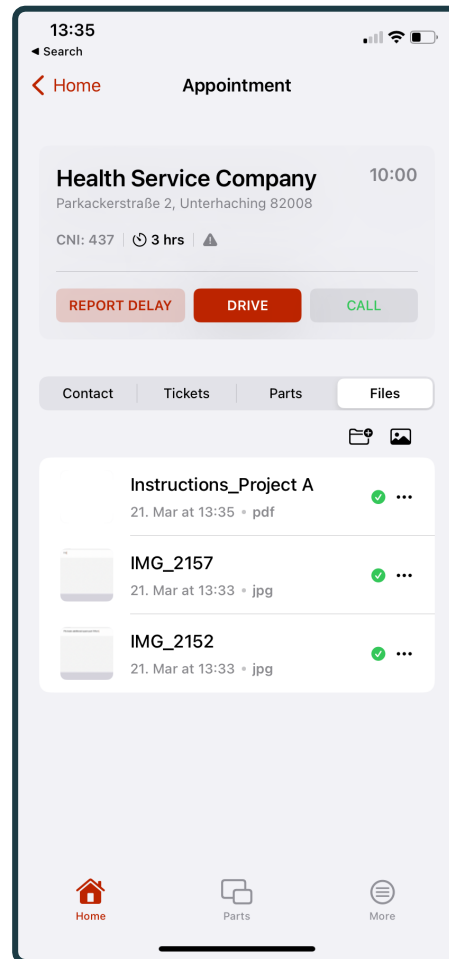 13:35
◀ Search
Home
Appointment
Health Service Company
10:00
Parkackerstraße 2, Unterhaching 82008
CNI: 437
3 hrs
REPORT DELAY
DRIVE
CALL
Contact
Tickets
Parts
Files
Instructions_Project A
21. Mar at 13:35 • pdf
IMG_2157
21. Mar at 13:33 • jpg
IMG_2152
21. Mar at 13:33 • jpg
Home
Parts
More